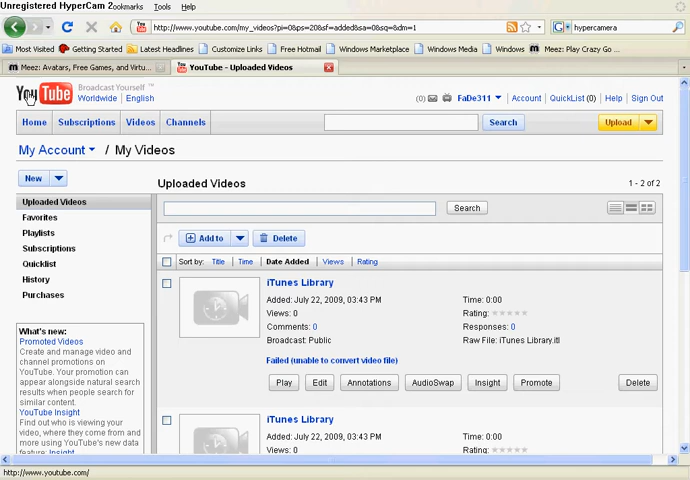 Unregistered HyperCam 2
ookmarks Tools Help
http://www.youtube.com/my_videos?pi=0&ps=20&sf=added&sa=0&sq=&dm=1
hypercamera
Most Visited Getting Started Latest Headlines Customize Links Free Hotmail Windows Marketplace Windows Media Windows Meez: Play Crazy Go ...
Meez: Avatars, Free Games, and Virtu...
YouTube - Uploaded Videos
YouTube
Broadcast Yourself ™
Worldwide English
(0) FaDe311 Account QuickList (0) Help Sign Out
Home Subscriptions Videos Channels
Search
Upload
My Account / My Videos
New
Uploaded Videos
1 - 2 of 2
Uploaded Videos
Favorites
Playlists
Subscriptions
Quicklist
History
Purchases
Search
Add to
Delete
Sort by: Title Time Date Added Views Rating
iTunes Library
Added: July 22, 2009, 03:43 PM
Time: 0:00
Views: 0
Rating:
Comments: 0
Responses: 0
Broadcast: Public
Raw File: iTunes Library.itl
Failed (unable to convert video file)
Play Edit Annotations AudioSwap Insight Promote Delete
iTunes Library
Added: July 22, 2009, 03:43 PM
Time: 0:00
Views: 0
Rating:
What's new:
Promoted Videos
Create and manage video and
channel promotions on
YouTube. Your promotion can
appear alongside natural search
results when people search for
similar content.
YouTube Insight
Find out who is viewing your
video, where they come from and
more using YouTube's new data
feature: Insight
http://www.youtube.com/